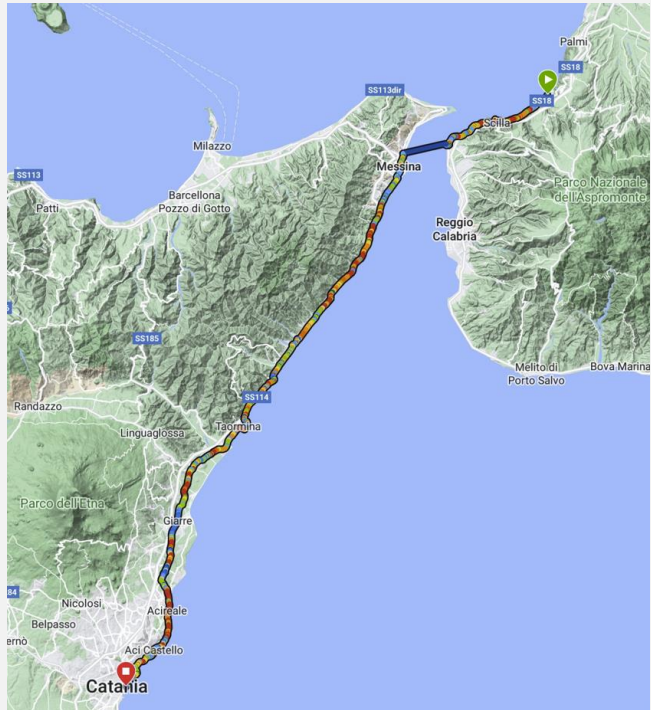 Palmi
SS18
SS113dir
SS18
Scilla
Milazzo
Messina
SS113
Barcellona
Pozzo di Gotto
Parco Nazionale
dell'Aspromonte
Patti
Reggio
Calabria
SS185
Melito di
Porto Salvo
Bova Marina
SS114
Randazzo
Taormina
Linguaglossa
Parco dell'Etna
Giarre
84
Nicolosi
Acireale
Belpasso
ernò
Aci Castello
Catania